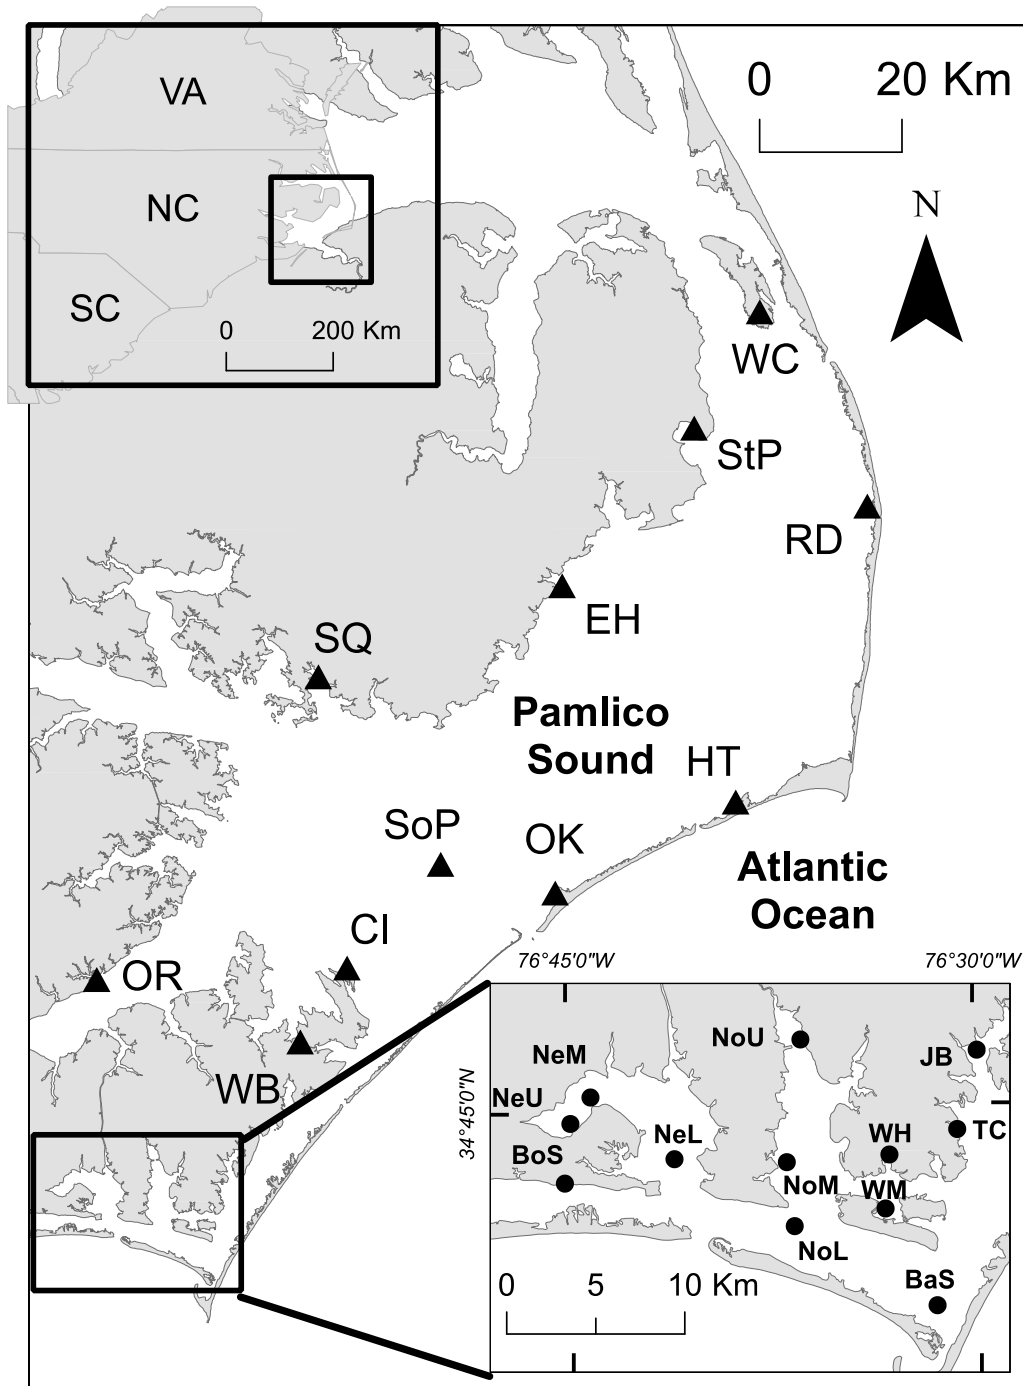 VA
0 20 Km
NC
N
SC
0 200 Km
WC
StP
RD
EH
SQ
Pamlico
Sound
HT
SoP
OK
Atlantic
Ocean
CI
76°45'0"W 76°30'0"W
OR
NoU
JB
NeM
WB
34°45'0"N
NeU
TC
NeL
WH
BoS
NoM
WM
NoL
BaS
0 5 10 Km